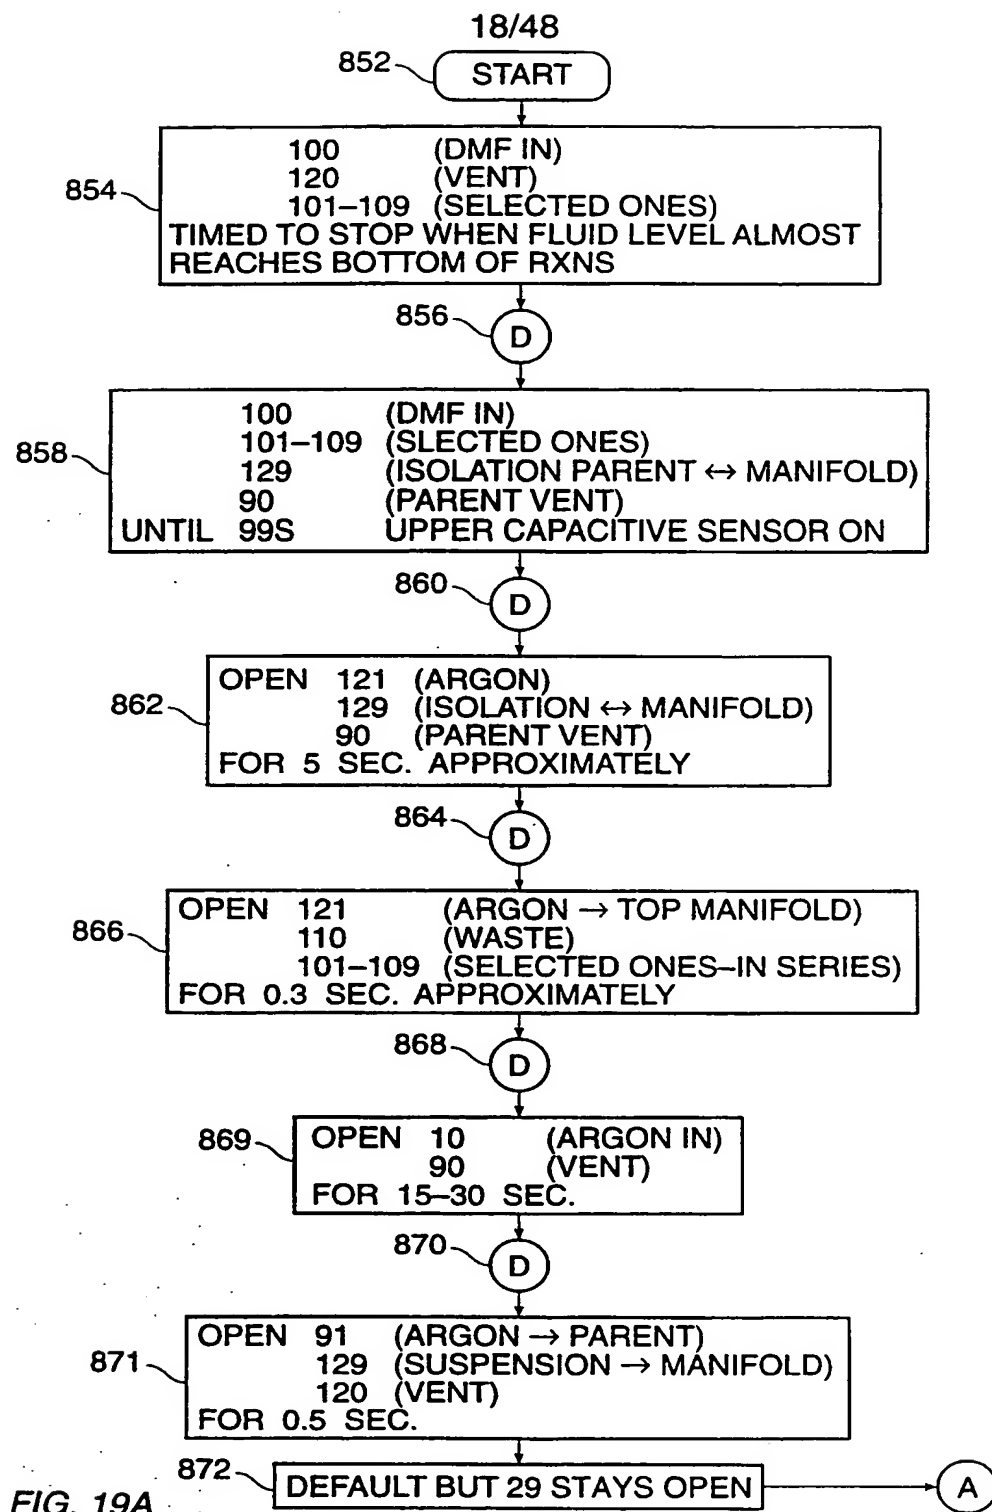 18/48
852 START
100 (DMF IN)
120 (VENT)
854
101–109 (SELECTED ONES)
TIMED TO STOP WHEN FLUID LEVEL ALMOST
REACHES BOTTOM OF RXNS
856 D
100 (DMF IN)
101–109 (SLECTED ONES)
858
129 (ISOLATION PARENT ↔ MANIFOLD)
90 (PARENT VENT)
UNTIL 99S UPPER CAPACITIVE SENSOR ON
860 D
OPEN 121 (ARGON)
862
129 (ISOLATION ↔ MANIFOLD)
90 (PARENT VENT)
FOR 5 SEC. APPROXIMATELY
864 D
OPEN 121 (ARGON → TOP MANIFOLD)
866
110 (WASTE)
101–109 (SELECTED ONES–IN SERIES)
FOR 0.3 SEC. APPROXIMATELY
868 D
869
OPEN 10 (ARGON IN)
90 (VENT)
FOR 15–30 SEC.
870 D
OPEN 91 (ARGON → PARENT)
871
129 (SUSPENSION → MANIFOLD)
120 (VENT)
FOR 0.5 SEC.
872 DEFAULT BUT 29 STAYS OPEN A
FIG. 19A